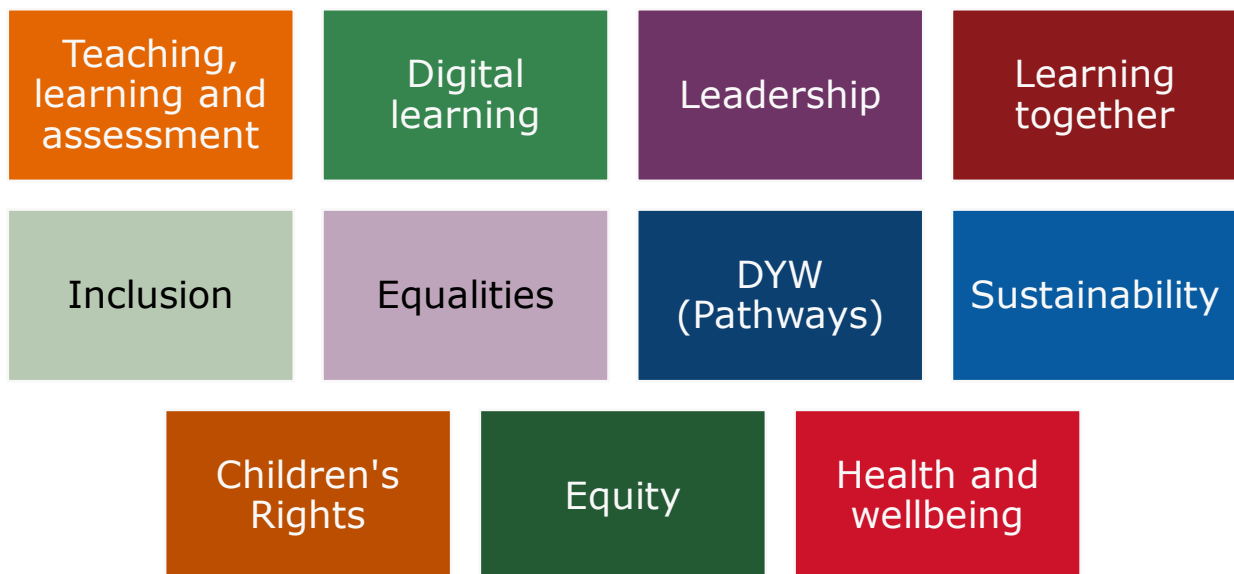 Teaching,
learning and
assessment
Digital
learning
Leadership
Learning
together
Inclusion
Equalities
DYW
(Pathways)
Sustainability
Children's
Rights
Equity
Health and
wellbeing